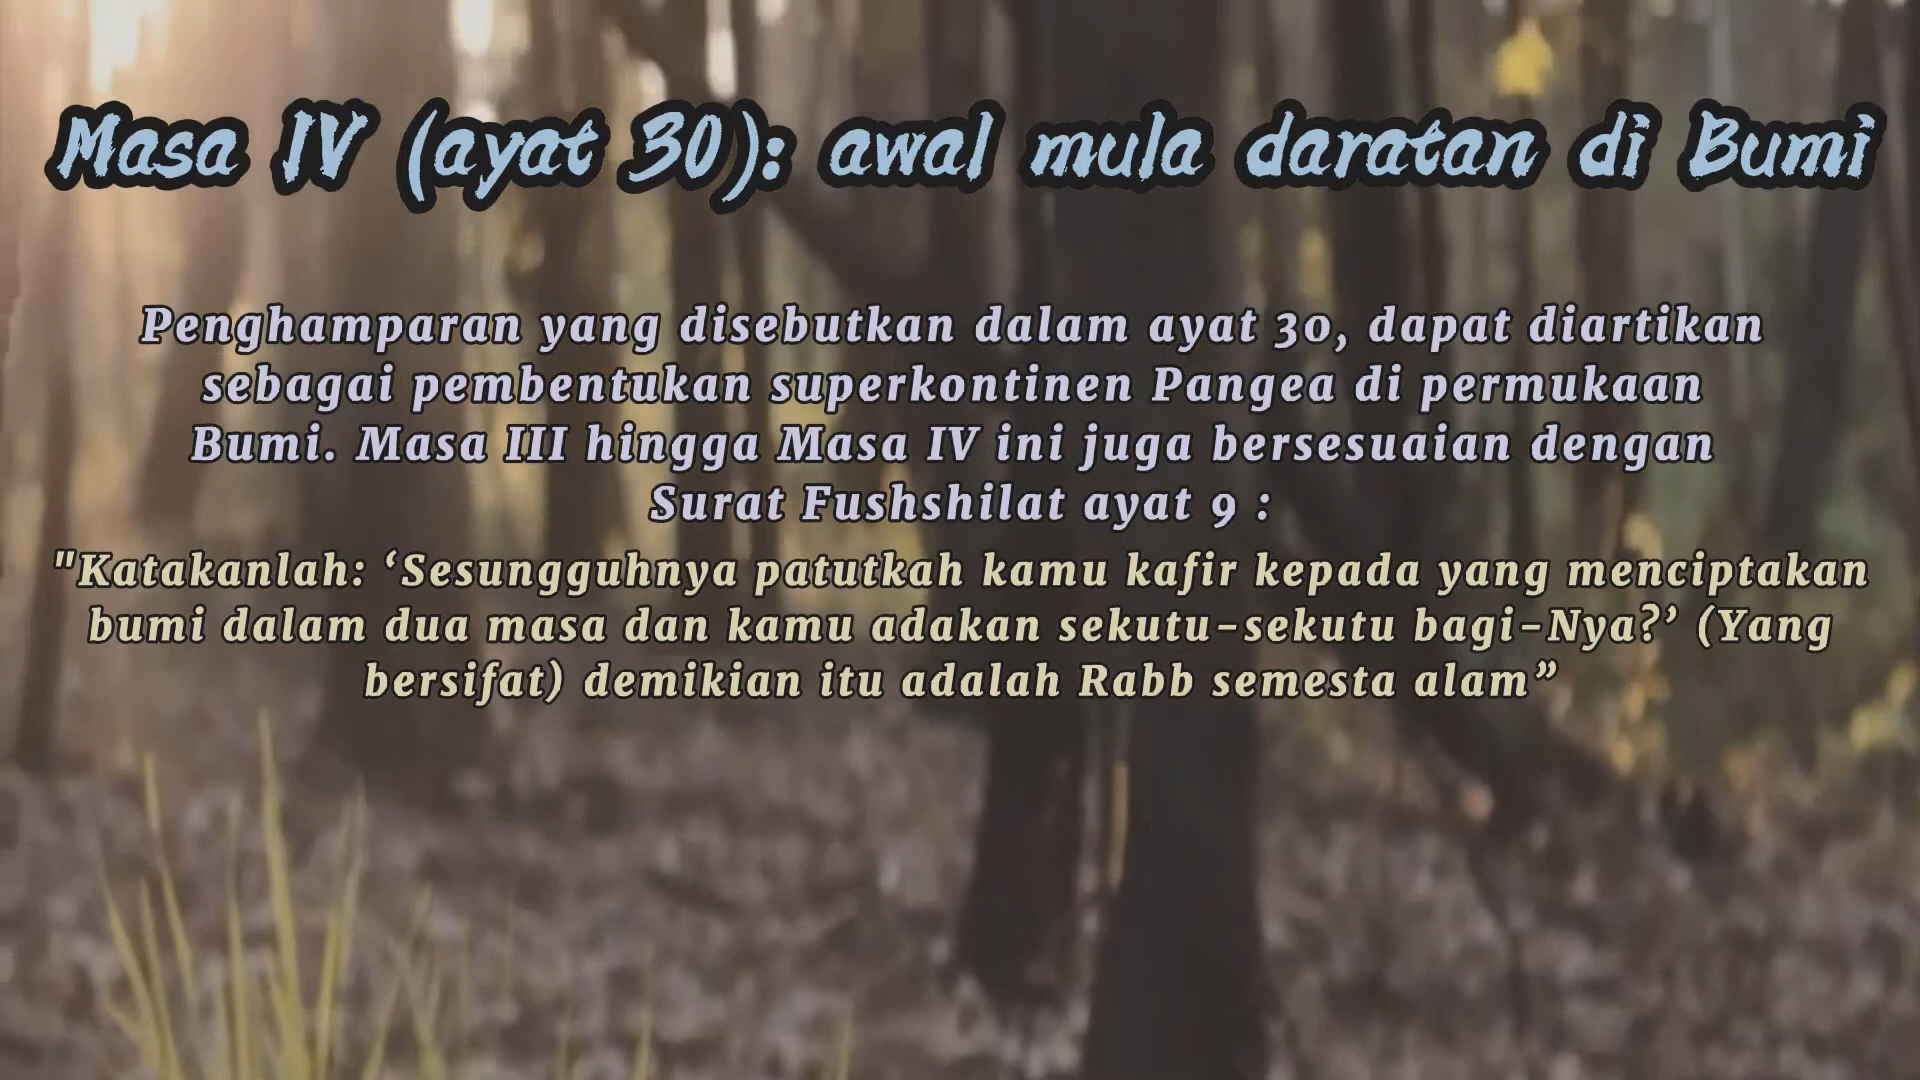 Masa IV (ayat 30): awal mula daratan di Bumi
Penghamparan yang disebutkan dalam ayat 30, dapat diartikan
sebagai pembentukan superkontinen Pangea di permukaan
Bumi. Masa III hingga Masa IV ini juga bersesuaian dengan
Surat Fushshilat ayat 9 :
"Katakanlah: ‘Sesungguhnya patutkah kamu kafir kepada yang menciptakan
bumi dalam dua masa dan kamu adakan sekutu-sekutu bagi-Nya?’ (Yang
bersifat) demikian itu adalah Rabb semesta alam”